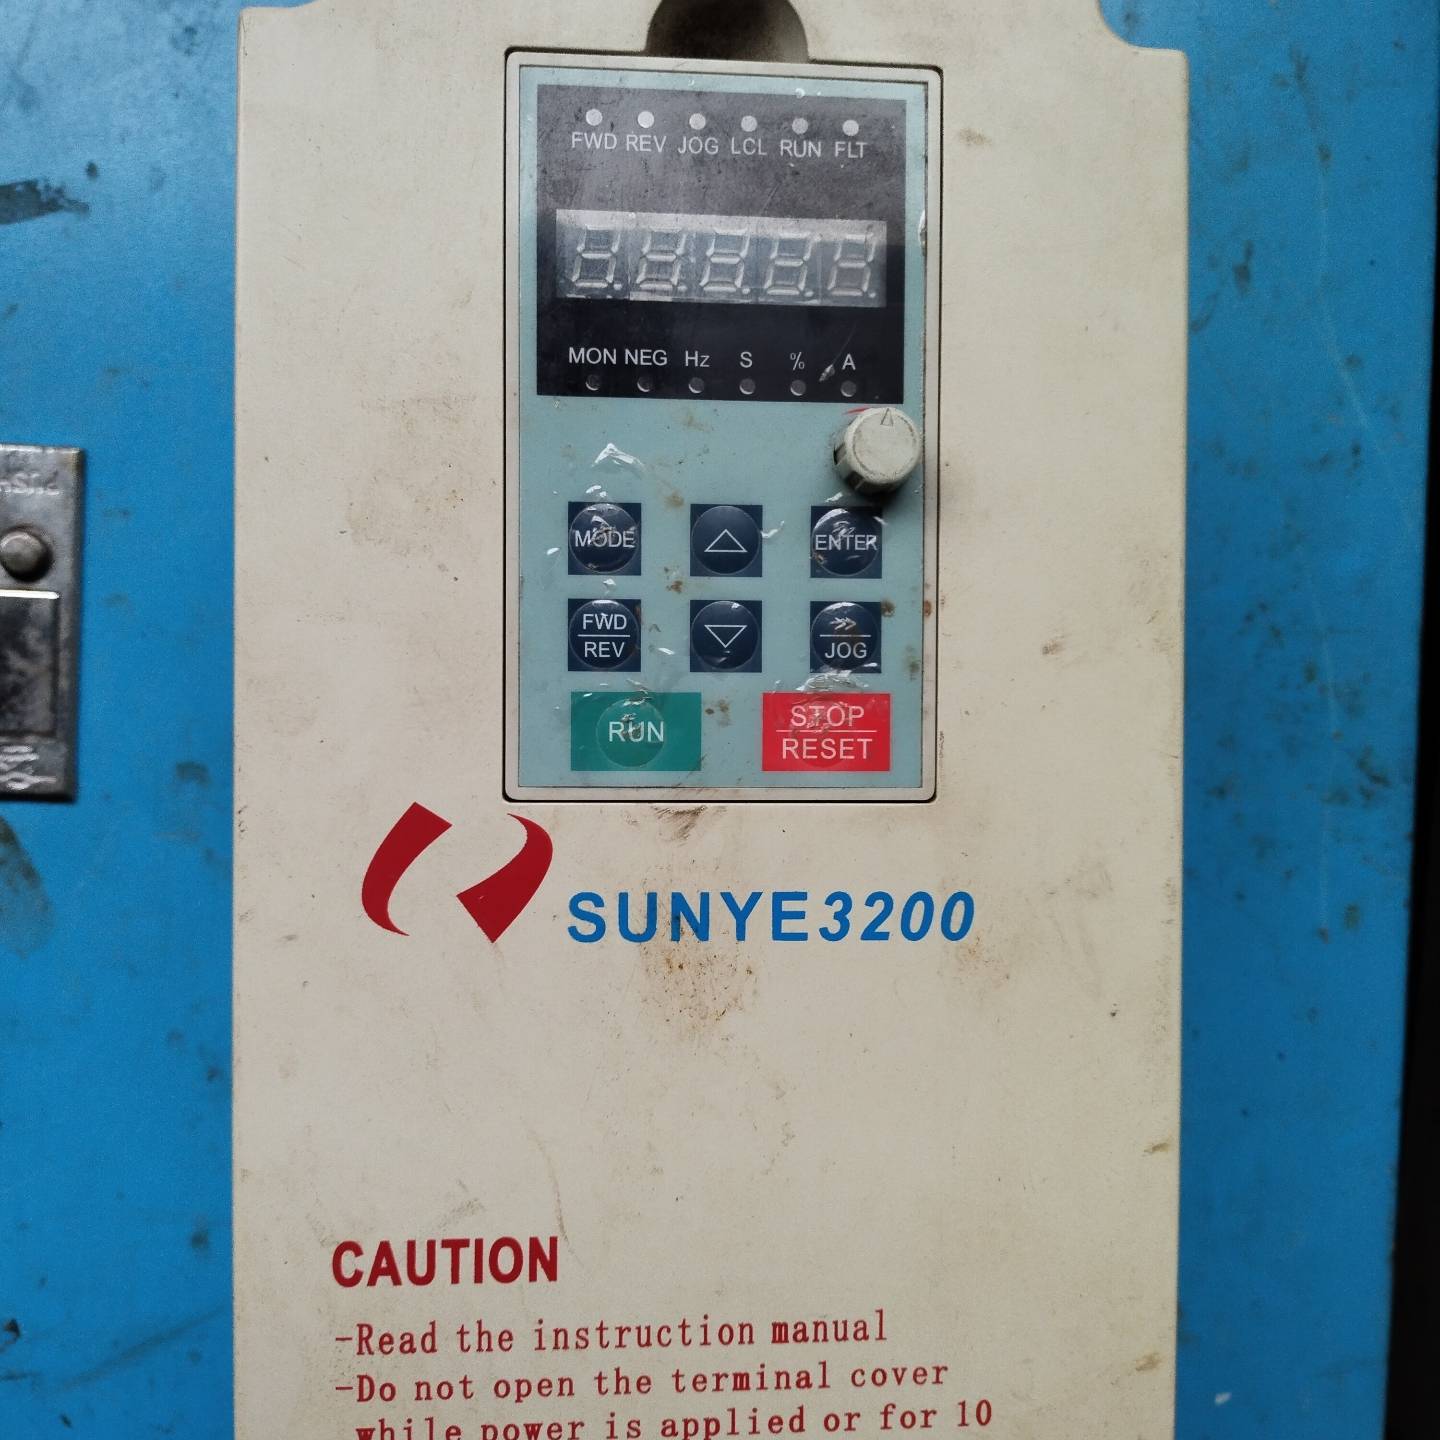 FWD REV JOG LCL RUN FLT
MON NEG Hz S % A
MODE
ENTER
FWD
REV
JOG
RUN
STOP
RESET
SUNYE3200
CAUTION
-Read the instruction manual
-Do not open the terminal cover
while power is applied or for 10
PUSH